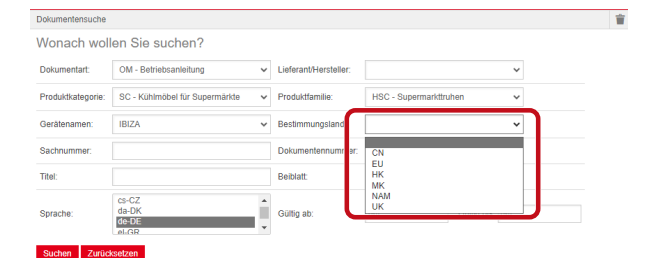 Dokumentensuche
Wonach wollen Sie suchen?
Dokumentart: OM - Betriebsanleitung Lieferant/Hersteller:
Produktkategorie: SC - Kühlmöbel für Supermärkte Produktfamilie: HSC - Supermarkttruhen
Gerätenamen: IBIZA Bestimmungsland
Sachnummer: Dokumentennummer:
CN
EU
HK
MK
NAM
UK
Titel: Beiblatt:
Sprache: Gültig ab:
cs-CZ
da-DK
de-DE
el-GR
Suchen Zurücksetzen